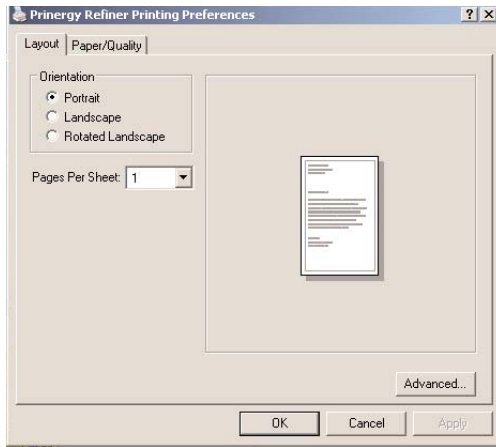 Prinergy Refiner Printing Preferences
Layout
Paper/Quality
Orientation
Portrait
Landscape
Rotated Landscape
Pages Per Sheet: 1
Advanced...
OK
Cancel
Apply